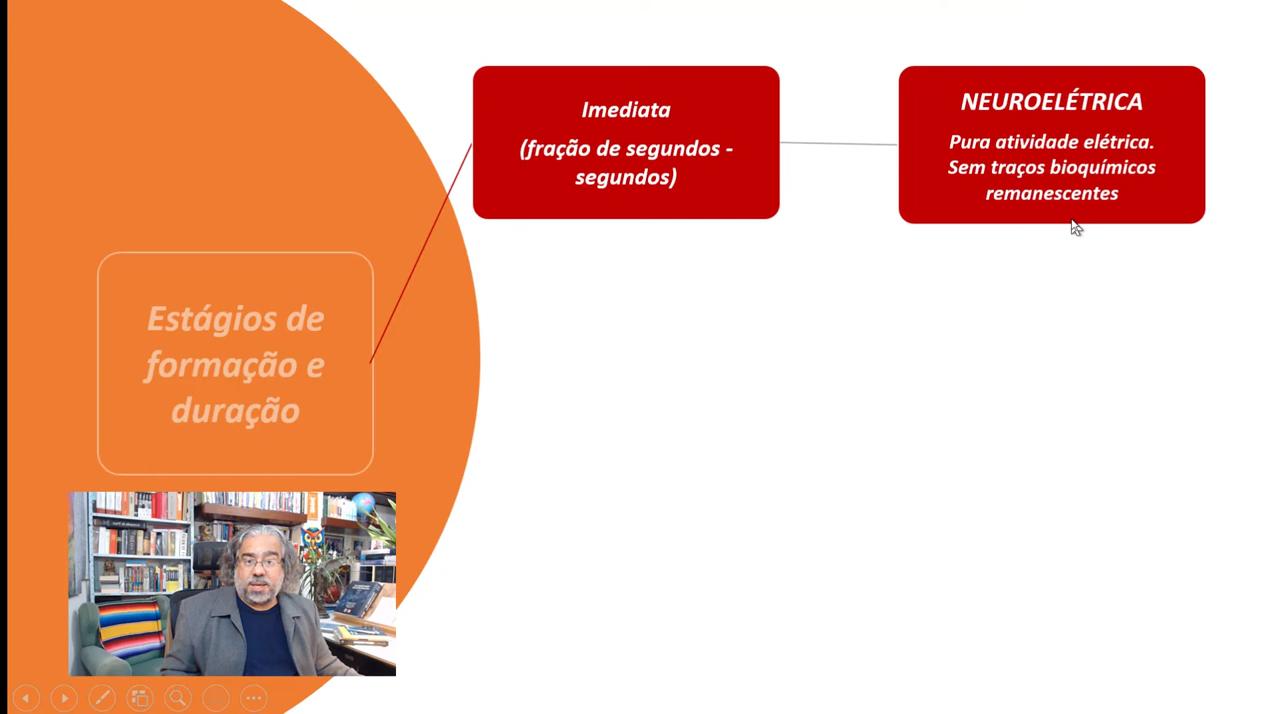 Imediata
(fração de segundos -
segundos)
NEUROELÉTRICA
Pura atividade elétrica.
Sem traços bioquímicos
remanescentes
Estágios de
formação e
duração